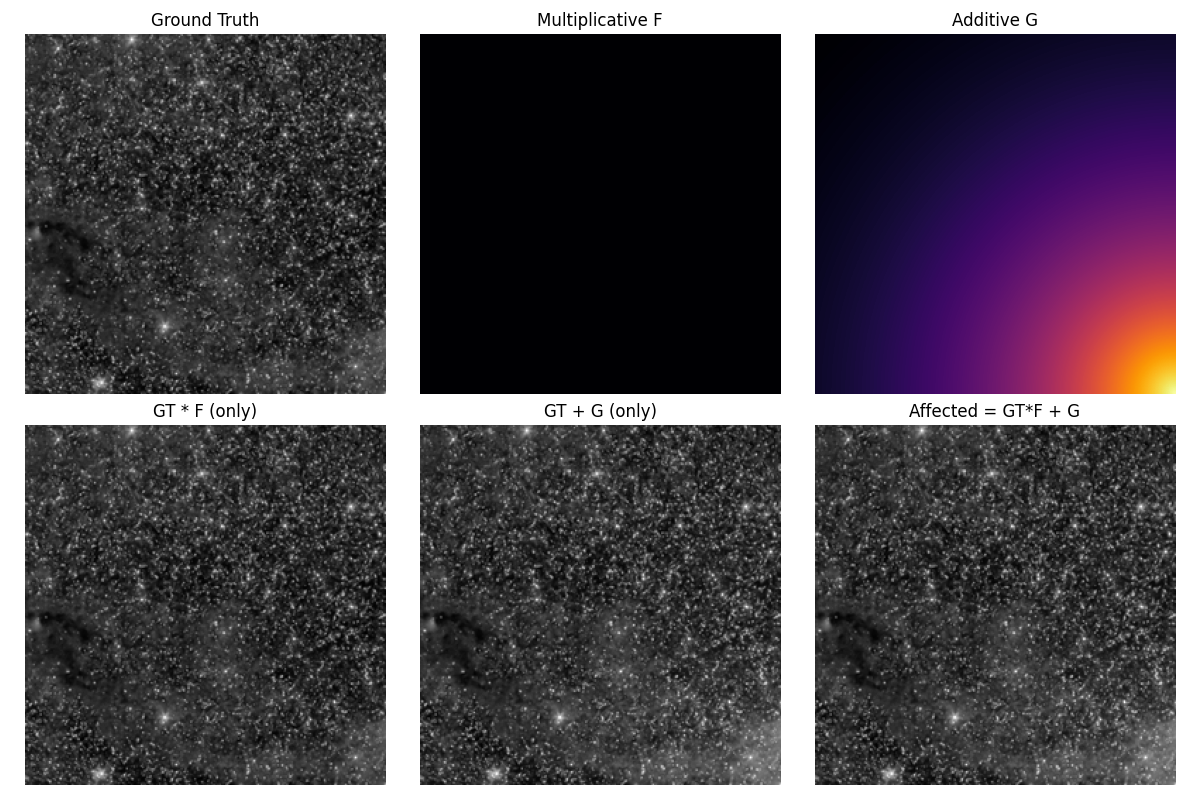 Ground Truth
Multiplicative F
Additive G
GT * F (only)
GT + G (only)
Affected = GT*F + G